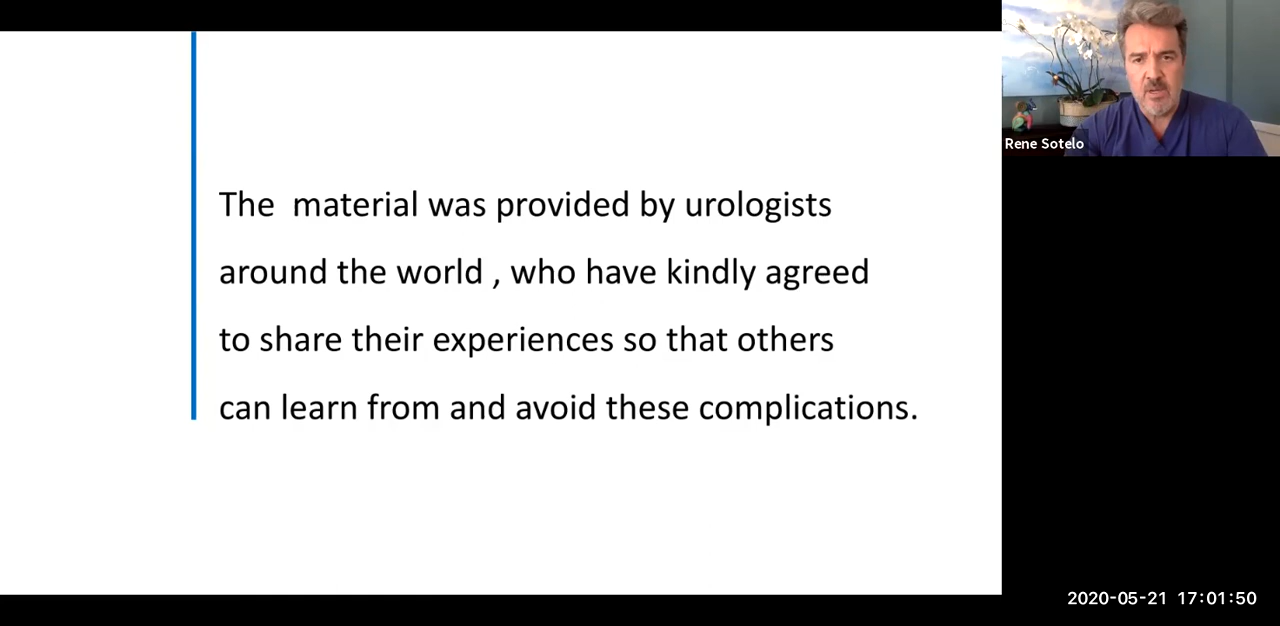 The  material was provided by urologists
around the world , who have kindly agreed
to share their experiences so that others
can learn from and avoid these complications.
Rene Sotelo
2020-05-21 17:01:50